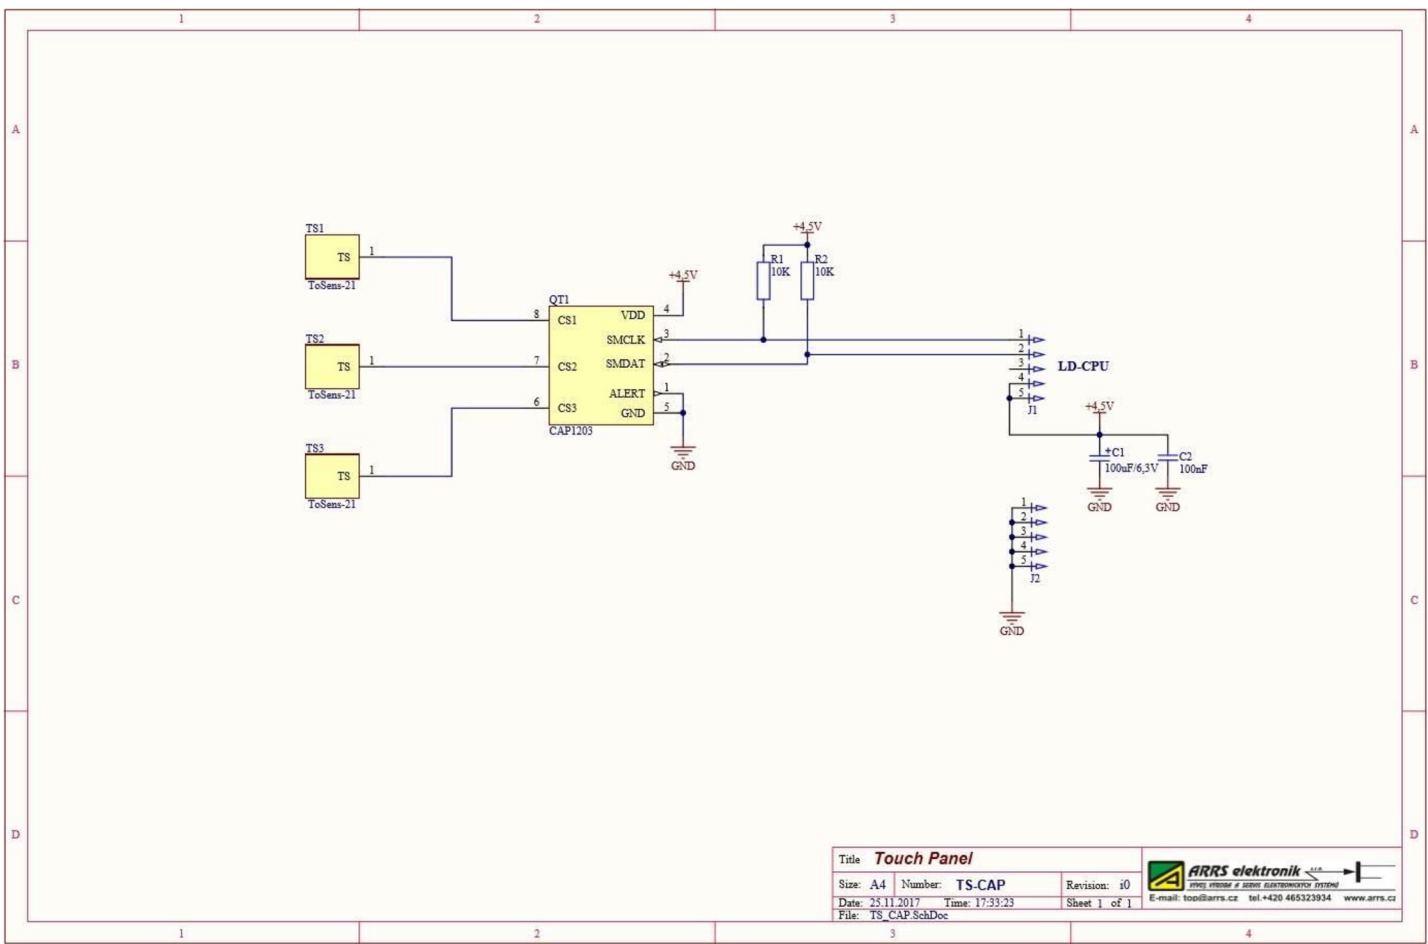 1 2 3 4
A A
TS1
TS 1
ToSens-21
TS2
TS 1
ToSens-21
TS3
TS 1
ToSens-21
QT1
8 CS1
7 CS2
6 CS3
VDD 4
SMCLK 3
SMDAT 2
ALERT 1
GND 5
CAP1203
+4,5V
GND
+4,5V
R1
10K
R2
10K
B B
1
2
3
4
5
J1
LD-CPU
+4,5V
+C1
100uF/6,3V
C2
100nF
GND GND
1
2
3
4
5
J2
GND
C C
D D
Title Touch Panel
Size: A4 Number: TS-CAP Revision: i0
Date: 25.11.2017 Time: 17:33:23 Sheet 1 of 1
File: TS_CAP.SchDoc
ARRS elektronik s.r.o.
VÝVOJ, VÝROBA A SERVIS ELEKTRONICKÝCH SYSTÉMŮ
E-mail: top@arrs.cz tel.+420 465323934 www.arrs.cz
1 2 3 4